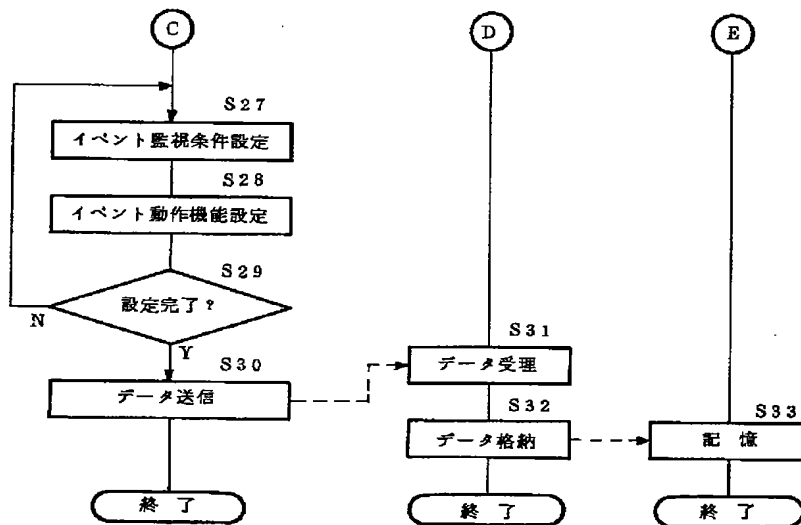 C
S27
イベント監視条件設定
S28
イベント動作機能設定
S29
設定完了?
N
Y
S30
データ送信
終了
D
S31
データ受理
S32
データ格納
終了
E
S33
記憶
終了